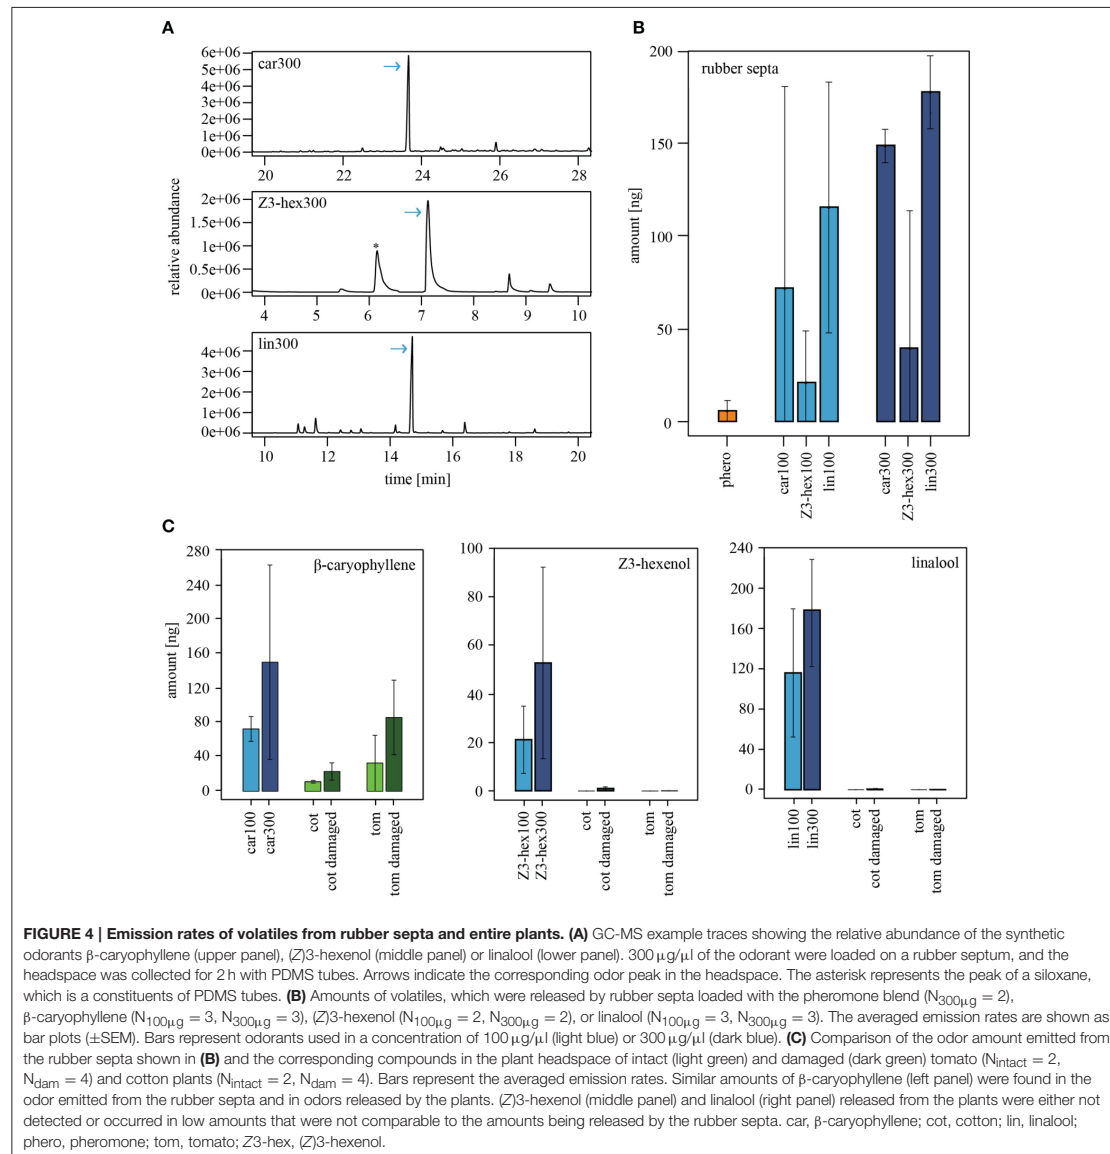 (A)
relative abundance
6e+06
5e+06
4e+06
3e+06
2e+06
1e+06
0e+06
car300
20 22 24 26 28
2e+06
1.5e+06
1e+06
0.5e+06
0e+06
Z3-hex300
*
4 5 6 7 8 9 10
4e+06
3e+06
2e+06
1e+06
0e+06
lin300
10 12 14 16 18 20
time [min]
(B)
rubber septa
amount [ng]
200
150
100
50
0
phero
car100
Z3-hex100
lin100
car300
Z3-hex300
lin300
(C)
amount [ng]
280
240
200
160
120
80
40
0
β-caryophyllene
car100
car300
cot
cot damaged
tom
tom damaged
100
80
60
40
20
0
Z3-hexenol
Z3-hex100
Z3-hex300
cot
cot damaged
tom
tom damaged
240
200
160
120
80
40
0
linalool
lin100
lin300
cot
cot damaged
tom
tom damaged
FIGURE 4 | Emission rates of volatiles from rubber septa and entire plants. (A) GC-MS example traces showing the relative abundance of the synthetic
odorants β-caryophyllene (upper panel), (Z)3-hexenol (middle panel) or linalool (lower panel). 300 μg/μl of the odorant were loaded on a rubber septum, and the
headspace was collected for 2 h with PDMS tubes. Arrows indicate the corresponding odor peak in the headspace. The asterisk represents the peak of a siloxane,
which is a constituents of PDMS tubes. (B) Amounts of volatiles, which were released by rubber septa loaded with the pheromone blend (N300μg = 2),
β-caryophyllene (N100μg = 3, N300μg = 3), (Z)3-hexenol (N100μg = 2, N300μg = 2), or linalool (N100μg = 3, N300μg = 3). The averaged emission rates are shown as
bar plots (±SEM). Bars represent odorants used in a concentration of 100 μg/μl (light blue) or 300 μg/μl (dark blue). (C) Comparison of the odor amount emitted from
the rubber septa shown in (B) and the corresponding compounds in the plant headspace of intact (light green) and damaged (dark green) tomato (Nintact = 2,
Ndam = 4) and cotton plants (Nintact = 2, Ndam = 4). Bars represent the averaged emission rates. Similar amounts of β-caryophyllene (left panel) were found in the
odor emitted from the rubber septa and in odors released by the plants. (Z)3-hexenol (middle panel) and linalool (right panel) released from the plants were either not
detected or occurred in low amounts that were not comparable to the amounts being released by the rubber septa. car, β-caryophyllene; cot, cotton; lin, linalool;
phero, pheromone; tom, tomato; Z3-hex, (Z)3-hexenol.